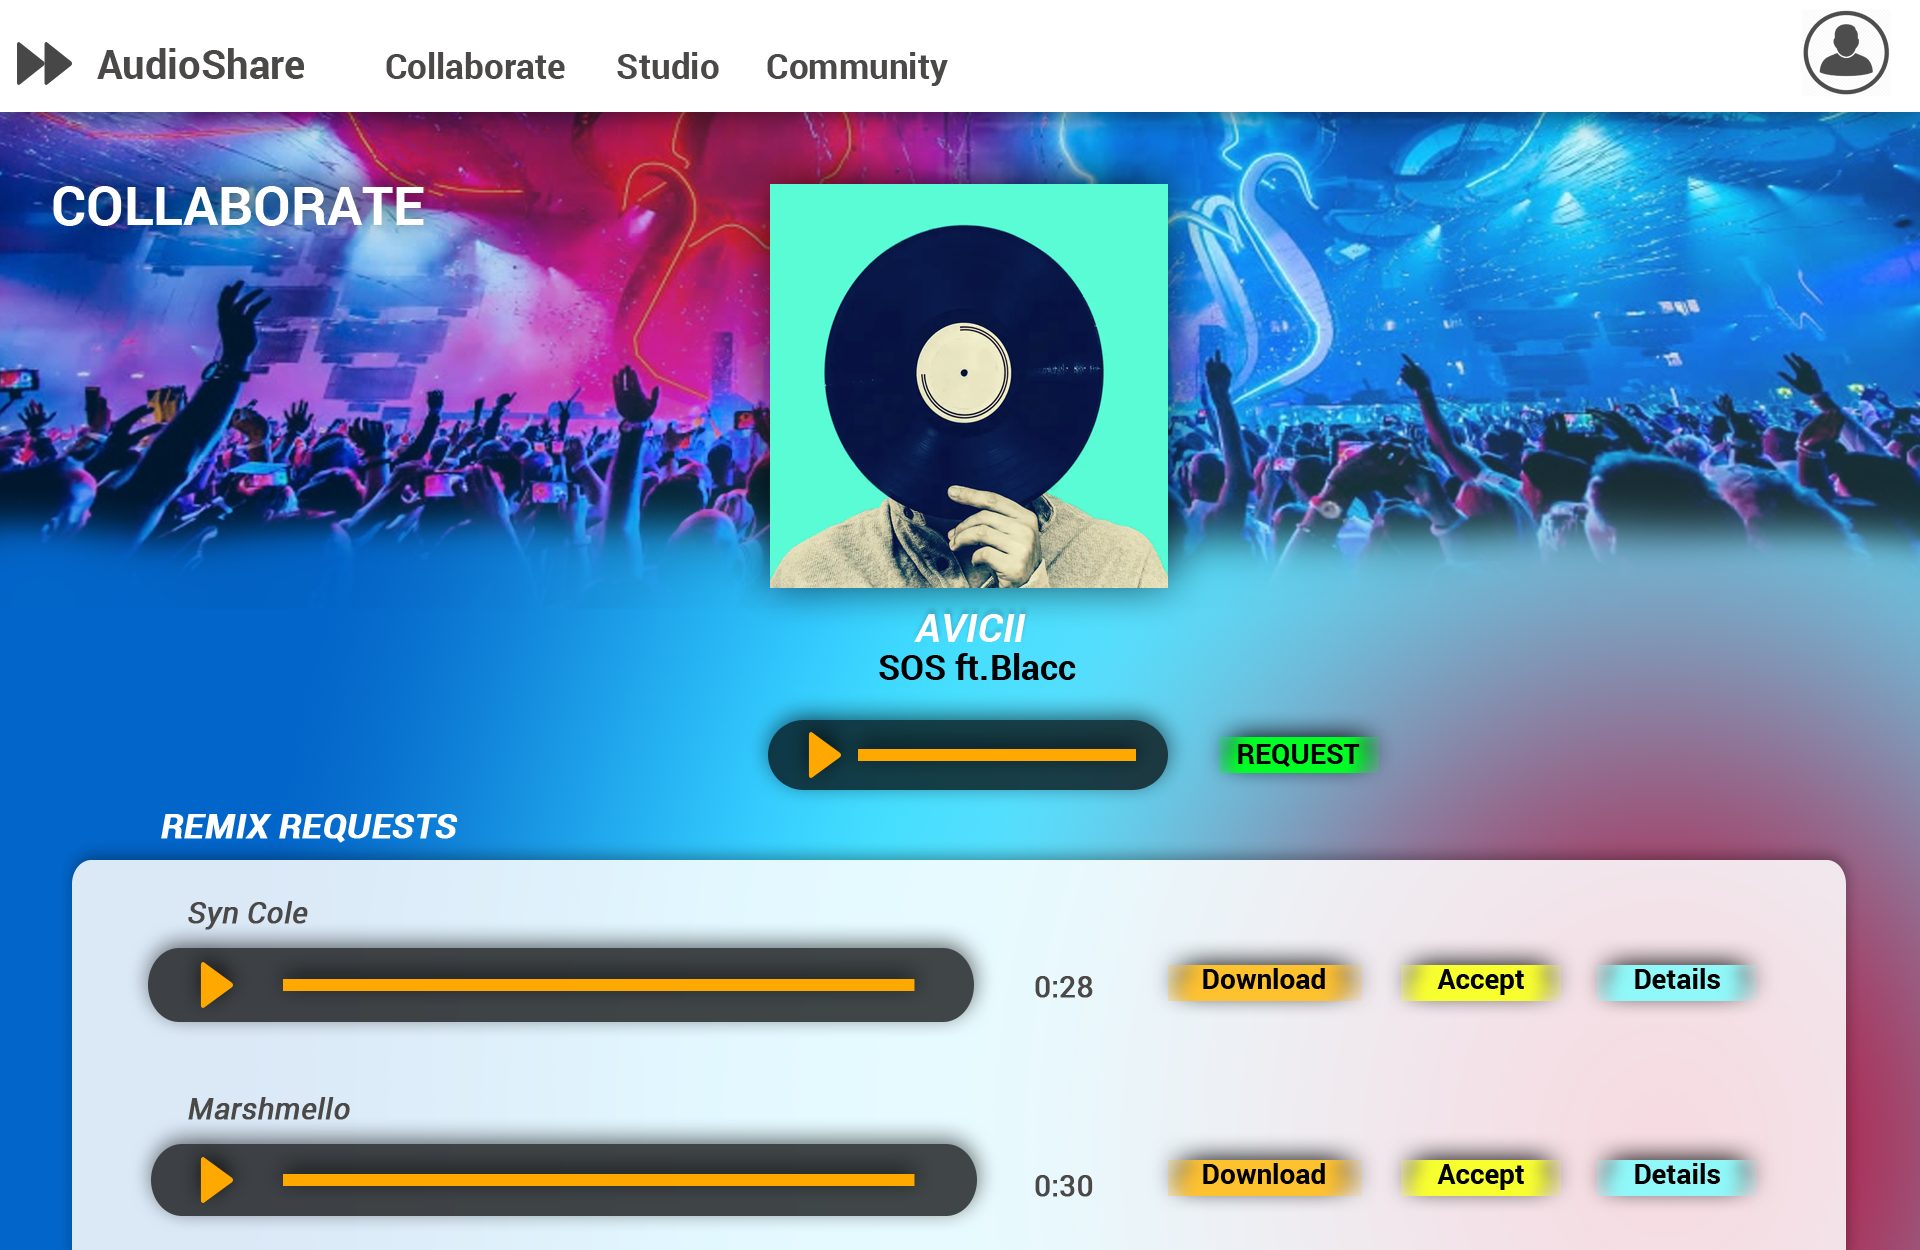 AudioShare Collaborate Studio Community
COLLABORATE
AVICII
SOS ft.Blacc
REQUEST
REMIX REQUESTS
Syn Cole
0:28 Download Accept Details
Marshmello
0:30 Download Accept Details